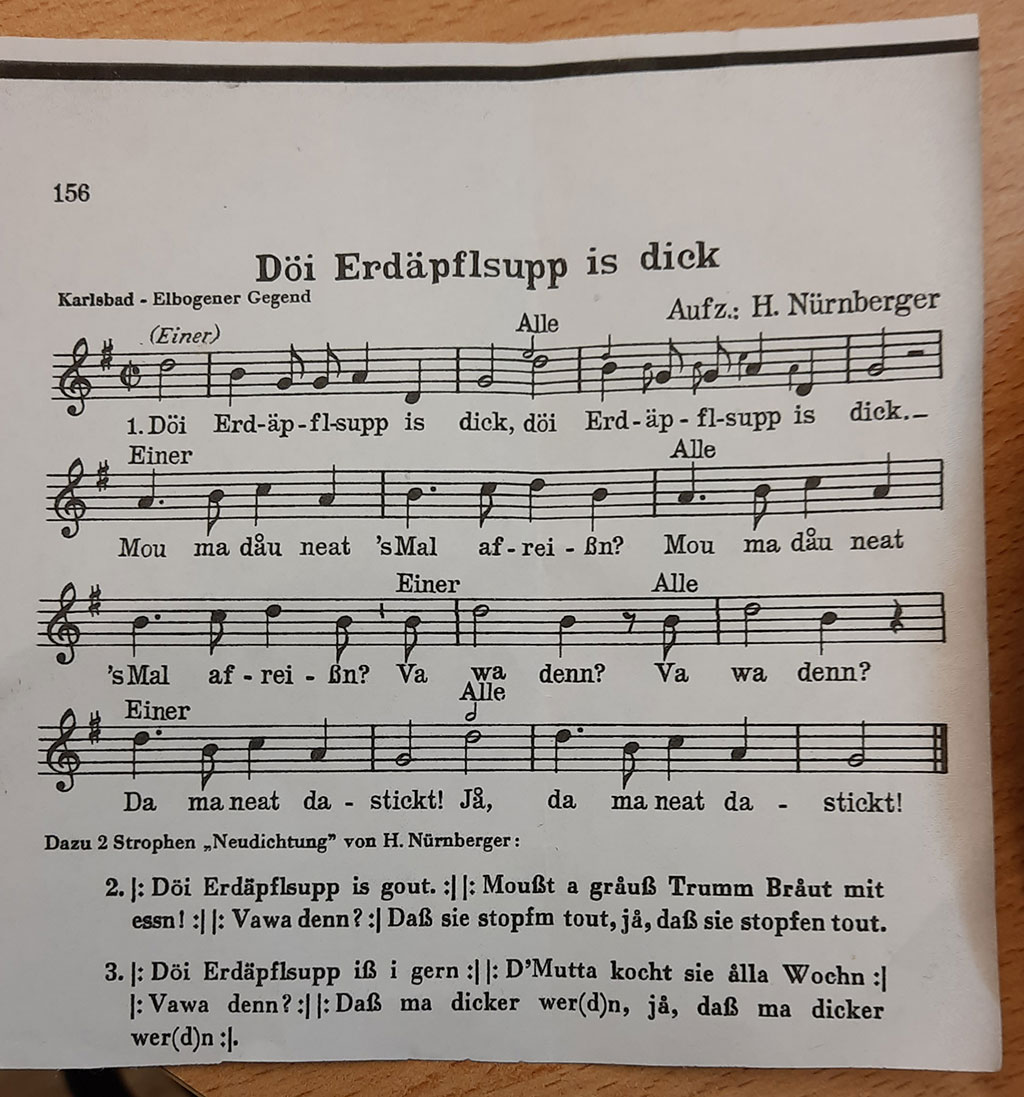 156
Döi Erdäpflsupp is dick
Karlsbad - Elbogener Gegend
Aufz.: H. Nürnberger
(Einer) Alle
1. Döi Erd-äp-fl-supp is dick, döi Erd-äp-fl-supp is dick.–
Einer Alle
Mou ma dåu neat 'sMal af-rei-ßn? Mou ma dåu neat
Einer Alle
'sMal af-rei-ßn? Va wa denn? Va wa denn?
Einer Alle
Da ma neat da-stickt! Jå, da ma neat da-stickt!
Dazu 2 Strophen „Neudichtung” von H. Nürnberger:
2. |: Döi Erdäpflsupp is gout. :| |: Moußt a gråuß Trumm Bråut mit
essn! :| |: Vawa denn? :| Daß sie stopfm tout, jå, daß sie stopfen tout.
3. |: Döi Erdäpflsupp iß i gern :| |: D'Mutta kocht sie ålla Wochn :|
|: Vawa denn? :| |: Daß ma dicker wer(d)n, jå, daß ma dicker
wer(d)n :|.